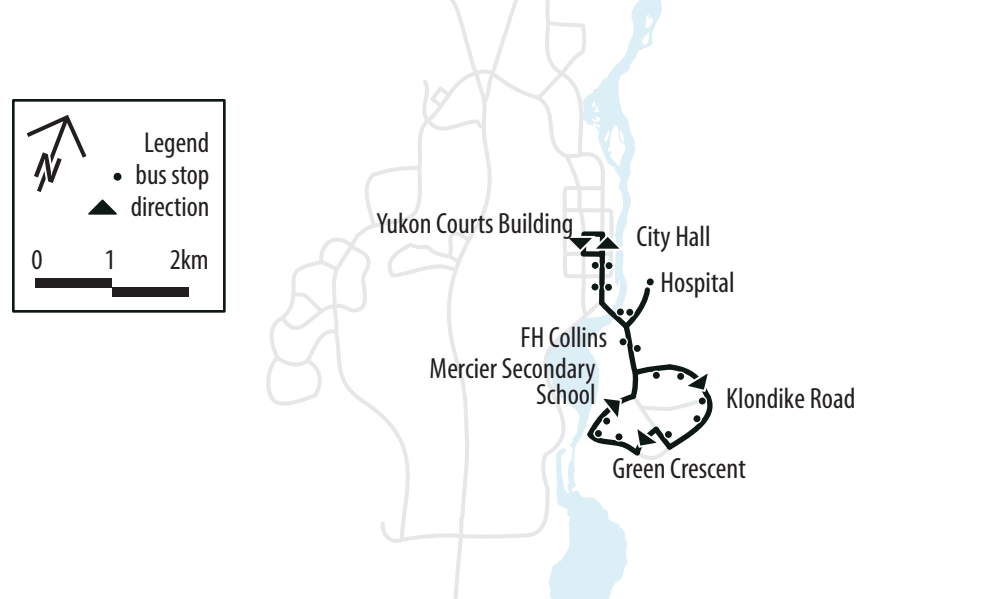 N
Legend
bus stop
direction
0 1 2km
Yukon Courts Building
City Hall
Hospital
FH Collins
Mercier Secondary
School
Klondike Road
Green Crescent